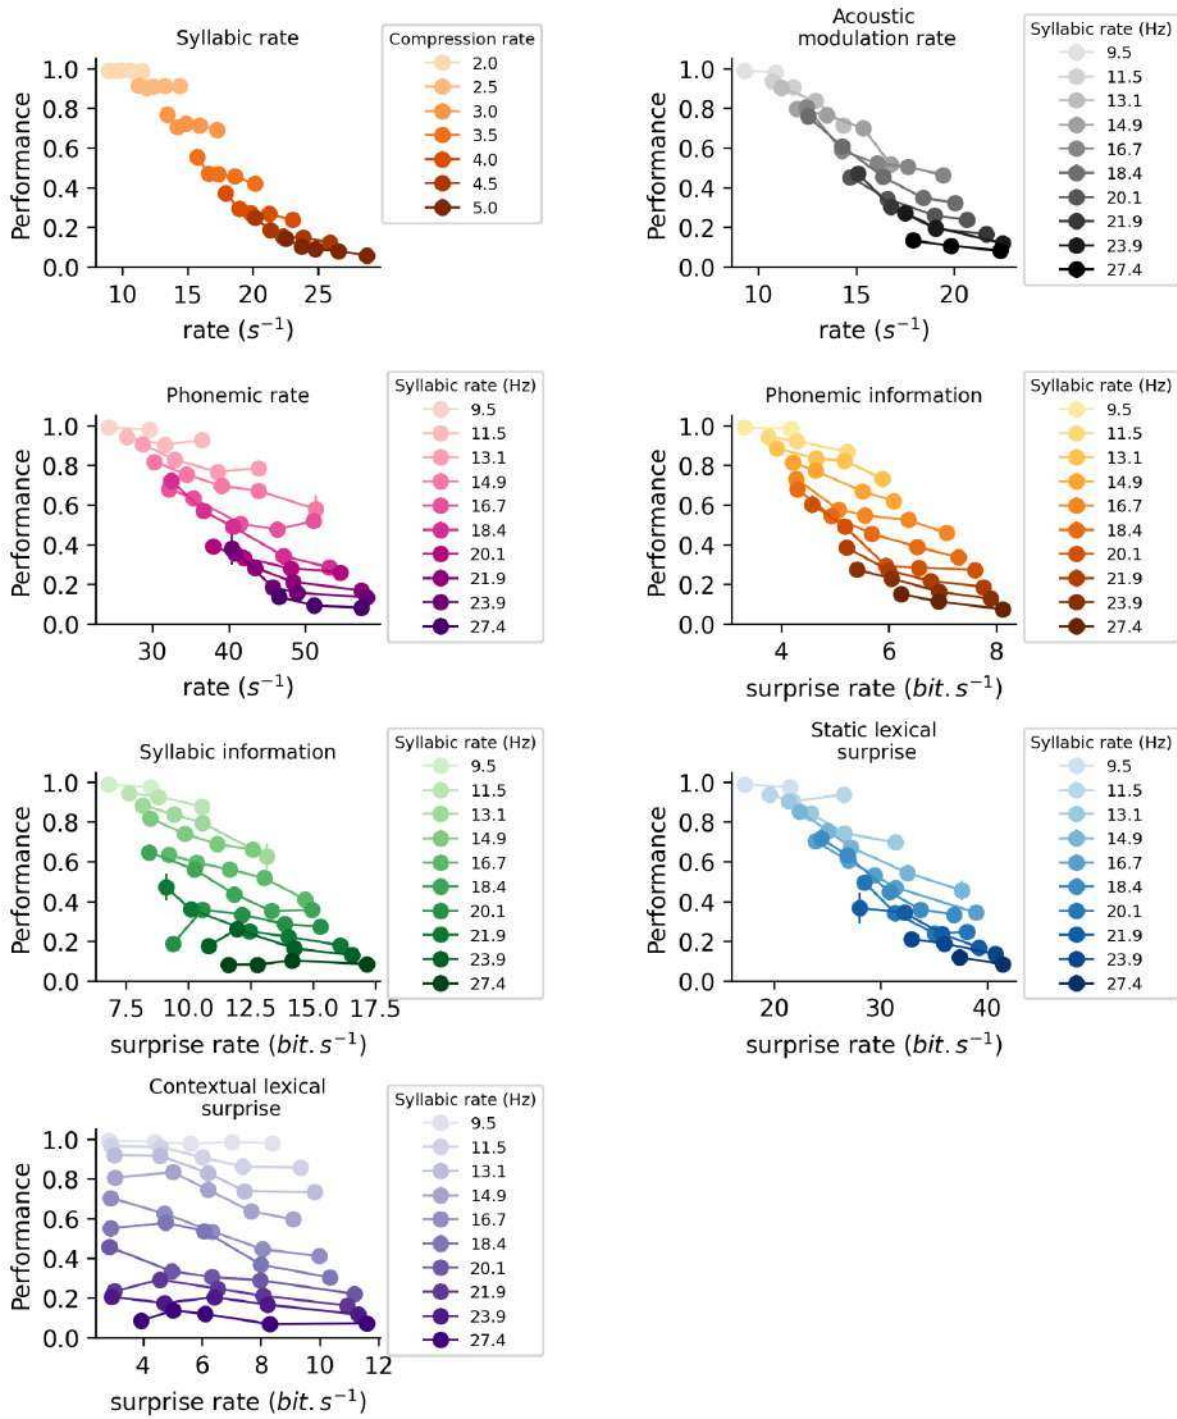 Syllabic rate
Performance
1.0
0.8
0.6
0.4
0.2
0.0
10 15 20 25
rate (s⁻¹)
Compression rate
2.0
2.5
3.0
3.5
4.0
4.5
5.0
Acoustic
modulation rate
Performance
1.0
0.8
0.6
0.4
0.2
0.0
10 15 20
rate (s⁻¹)
Syllabic rate (Hz)
9.5
11.5
13.1
14.9
16.7
18.4
20.1
21.9
23.9
27.4
Phonemic rate
Performance
1.0
0.8
0.6
0.4
0.2
0.0
30 40 50
rate (s⁻¹)
Syllabic rate (Hz)
9.5
11.5
13.1
14.9
16.7
18.4
20.1
21.9
23.9
27.4
Phonemic information
Performance
1.0
0.8
0.6
0.4
0.2
0.0
4 6 8
surprise rate (bit. s⁻¹)
Syllabic rate (Hz)
9.5
11.5
13.1
14.9
16.7
18.4
20.1
21.9
23.9
27.4
Syllabic information
Performance
1.0
0.8
0.6
0.4
0.2
0.0
7.5 10.0 12.5 15.0 17.5
surprise rate (bit. s⁻¹)
Syllabic rate (Hz)
9.5
11.5
13.1
14.9
16.7
18.4
20.1
21.9
23.9
27.4
Static lexical
surprise
Performance
1.0
0.8
0.6
0.4
0.2
0.0
20 30 40
surprise rate (bit. s⁻¹)
Syllabic rate (Hz)
9.5
11.5
13.1
14.9
16.7
18.4
20.1
21.9
23.9
27.4
Contextual lexical
surprise
Performance
1.0
0.8
0.6
0.4
0.2
0.0
4 6 8 10 12
surprise rate (bit. s⁻¹)
Syllabic rate (Hz)
9.5
11.5
13.1
14.9
16.7
18.4
20.1
21.9
23.9
27.4